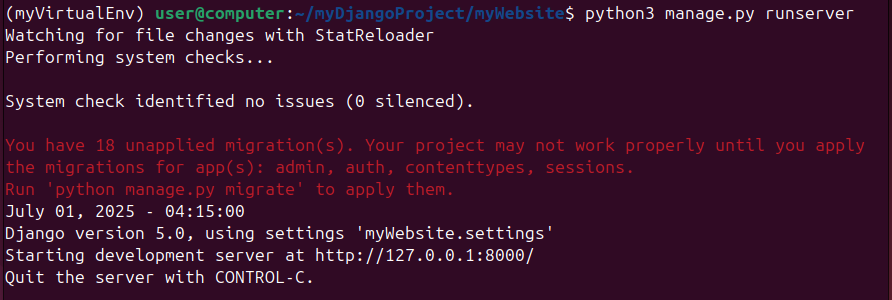 (myVirtualEnv) user@computer:~/myDjangoProject/myWebsite$ python3 manage.py runserver
Watching for file changes with StatReloader
Performing system checks...
System check identified no issues (0 silenced).
You have 18 unapplied migration(s). Your project may not work properly until you apply
the migrations for app(s): admin, auth, contenttypes, sessions.
Run 'python manage.py migrate' to apply them.
July 01, 2025 - 04:15:00
Django version 5.0, using settings 'myWebsite.settings'
Starting development server at http://127.0.0.1:8000/
Quit the server with CONTROL-C.